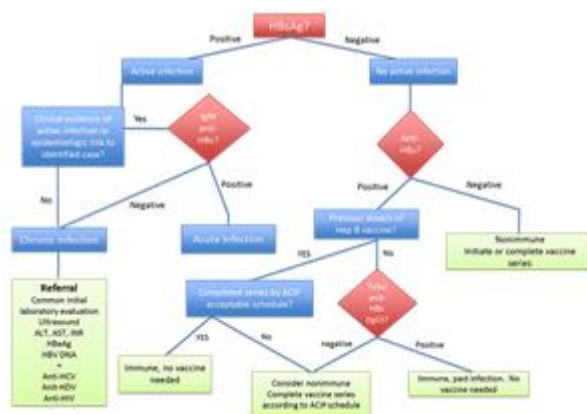 HBsAg?
Positive
Negative
Active infection
No active infection
Clinical evidence of
active infection or
epidemiologic link to
identified case?
Yes
IgM
anti-
HBc?
Anti-
HBs?
No
Negative
Positive
Positive
Negative
Chronic infection
Acute infection
Previous dose/s of
Hep B vaccine?
Nonimmune
Initiate or complete vaccine
series
Referral
Common initial
laboratory evaluation
Ultrasound
ALT, AST, INR
HBeAg
HBV DNA
+
Anti-HCV
Anti-HDV
Anti-HIV
YES
No
Completed series by ACIP
acceptable schedule?
Total
anti-
HBc
YES
No
negative
Positive
Immune, no vaccine
needed
Consider nonimmune
Complete vaccine series
according to ACIP schedule
Immune, past infection. No
vaccine needed